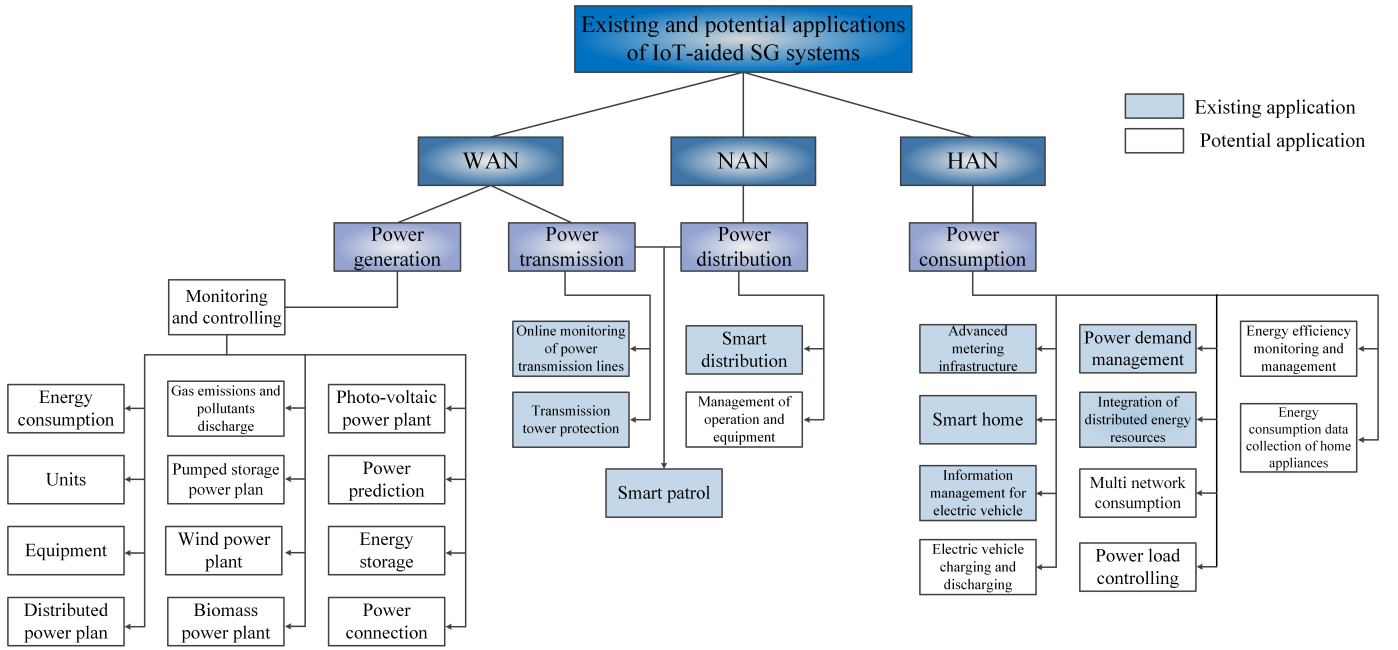 Existing and potential applications
of IoT-aided SG systems
Existing application
Potential application
WAN
NAN
HAN
Power
generation
Power
transmission
Power
distribution
Power
consumption
Monitoring
and controlling
Energy
consumption
Units
Equipment
Distributed
power plan
Gas emissions and
pollutants
discharge
Pumped storage
power plan
Wind power
plant
Biomass
power plant
Photo-voltaic
power plant
Power
prediction
Energy
storage
Power
connection
Online monitoring
of power
transmission lines
Transmission
tower protection
Smart patrol
Smart
distribution
Management of
operation and
equipment
Advanced
metering
infrastructure
Smart home
Information
management for
electric vehicle
Electric vehicle
charging and
discharging
Power demand
management
Integration of
distributed energy
resources
Multi network
consumption
Power load
controlling
Energy efficiency
monitoring and
management
Energy
consumption data
collection of home
appliances